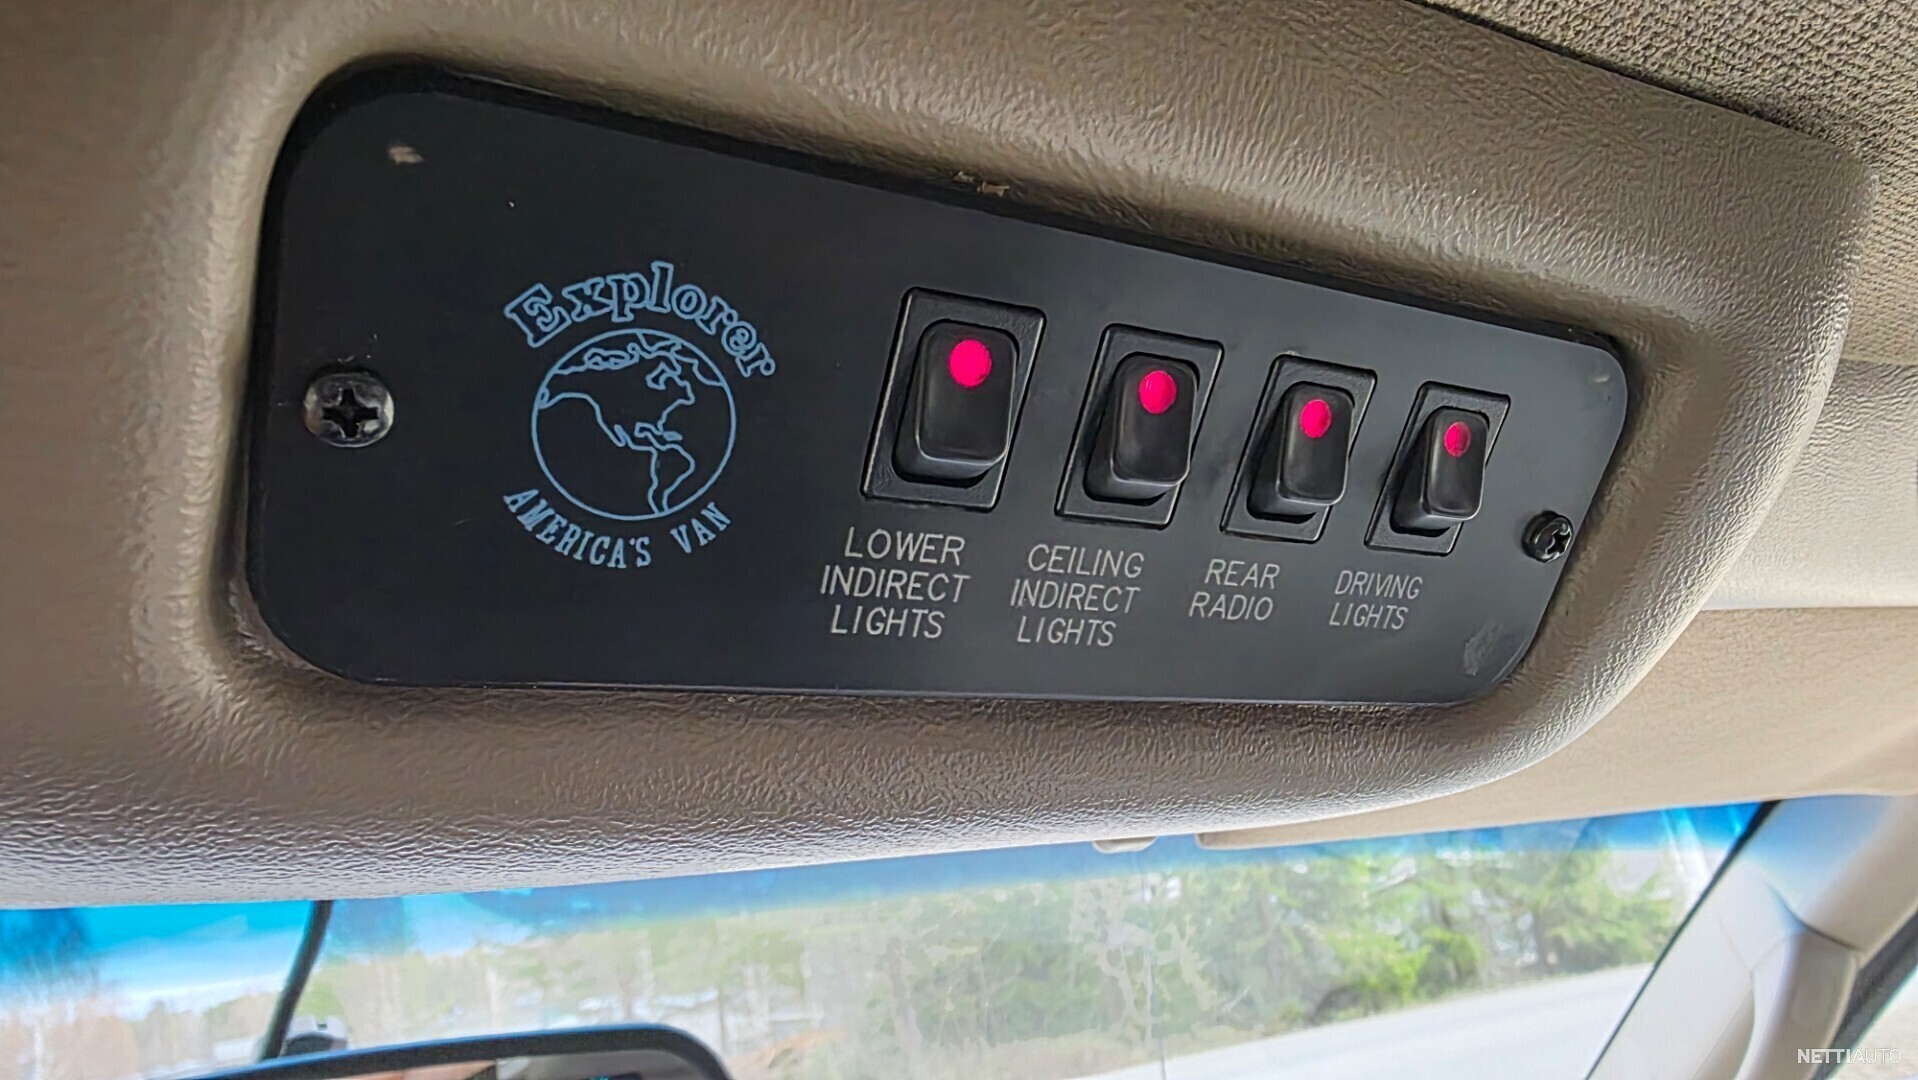 Explorer
AMERICA'S VAN
LOWER
INDIRECT
LIGHTS
CEILING
INDIRECT
LIGHTS
REAR
RADIO
DRIVING
LIGHTS
NETTIAUTO